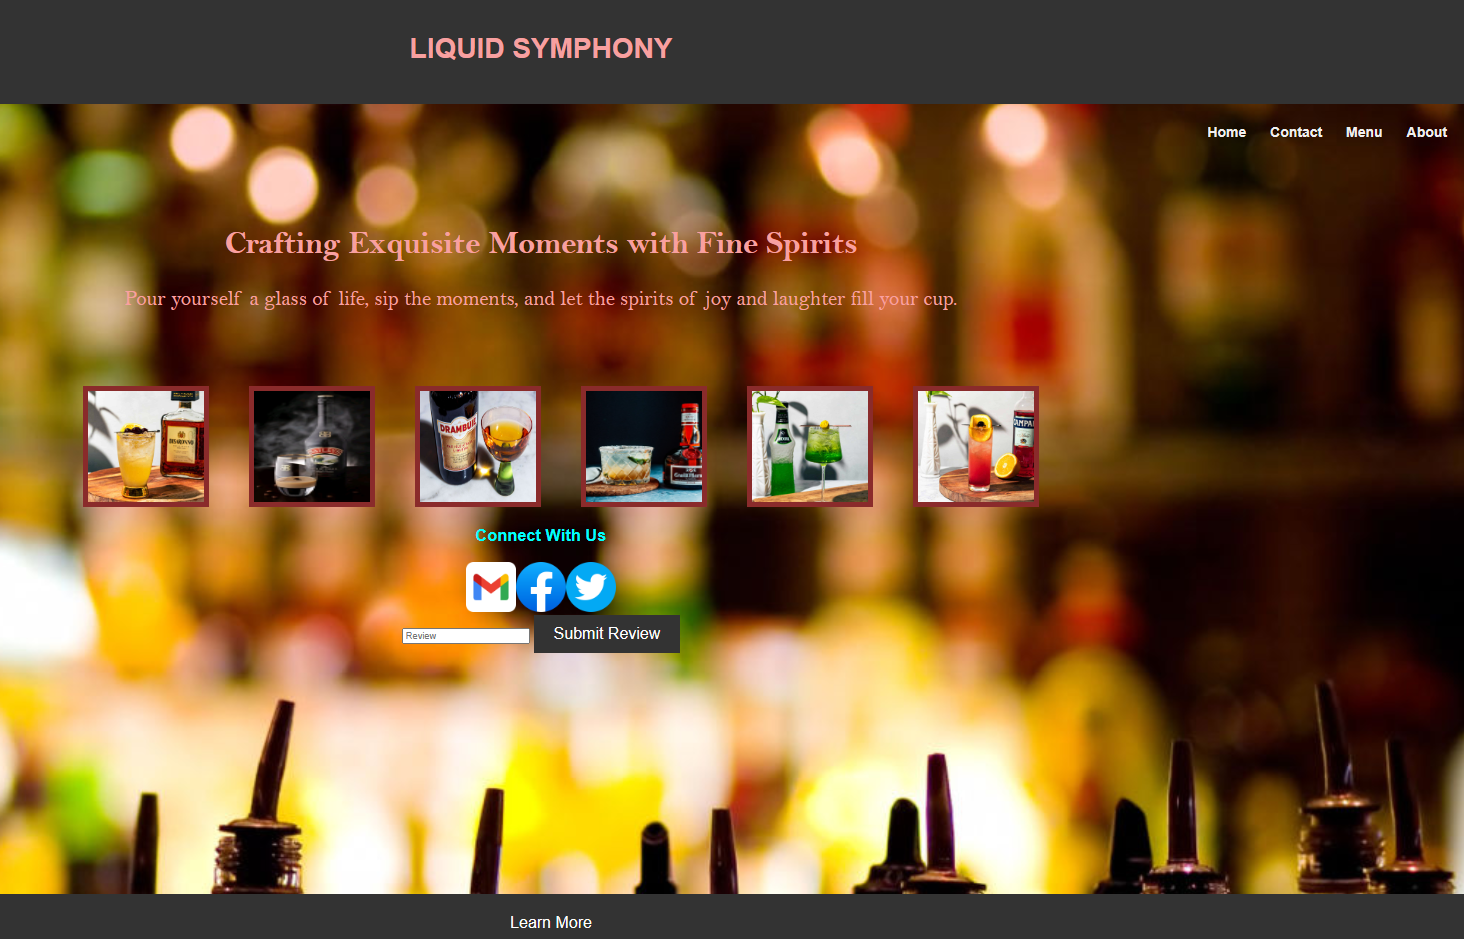 LIQUID SYMPHONY
Home Contact Menu About
Crafting Exquisite Moments with Fine Spirits
Pour yourself a glass of life, sip the moments, and let the spirits of joy and laughter fill your cup.
DRAMBUIE
Connect With Us
Review Submit Review
Learn More